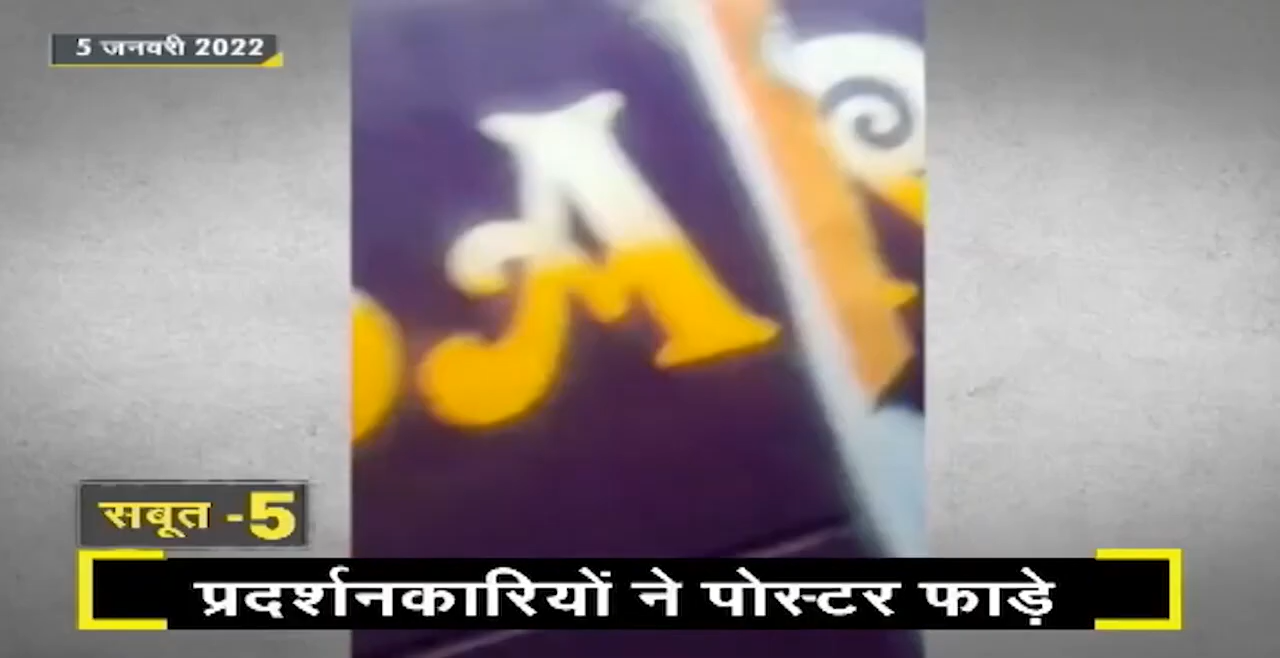 5 जनवरी 2022
A
सबूत -5
प्रदर्शनकारियों ने पोस्टर फाड़े